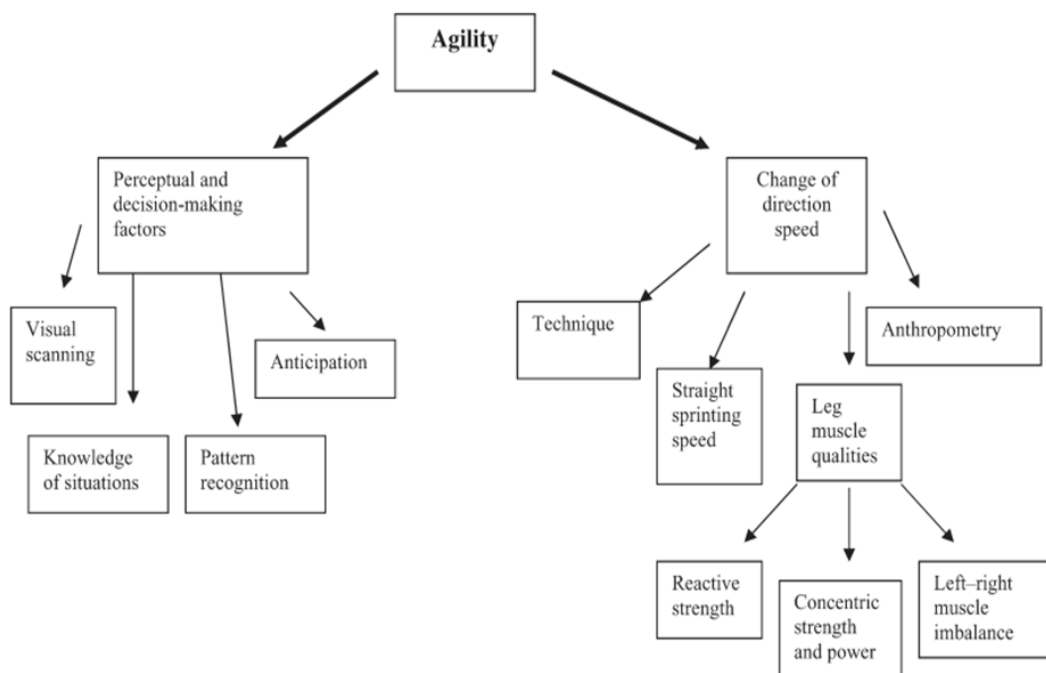 Agility
Perceptual and
decision-making
factors
Change of
direction
speed
Visual
scanning
Knowledge
of situations
Pattern
recognition
Anticipation
Technique
Straight
sprinting
speed
Leg
muscle
qualities
Anthropometry
Reactive
strength
Concentric
strength
and power
Left–right
muscle
imbalance